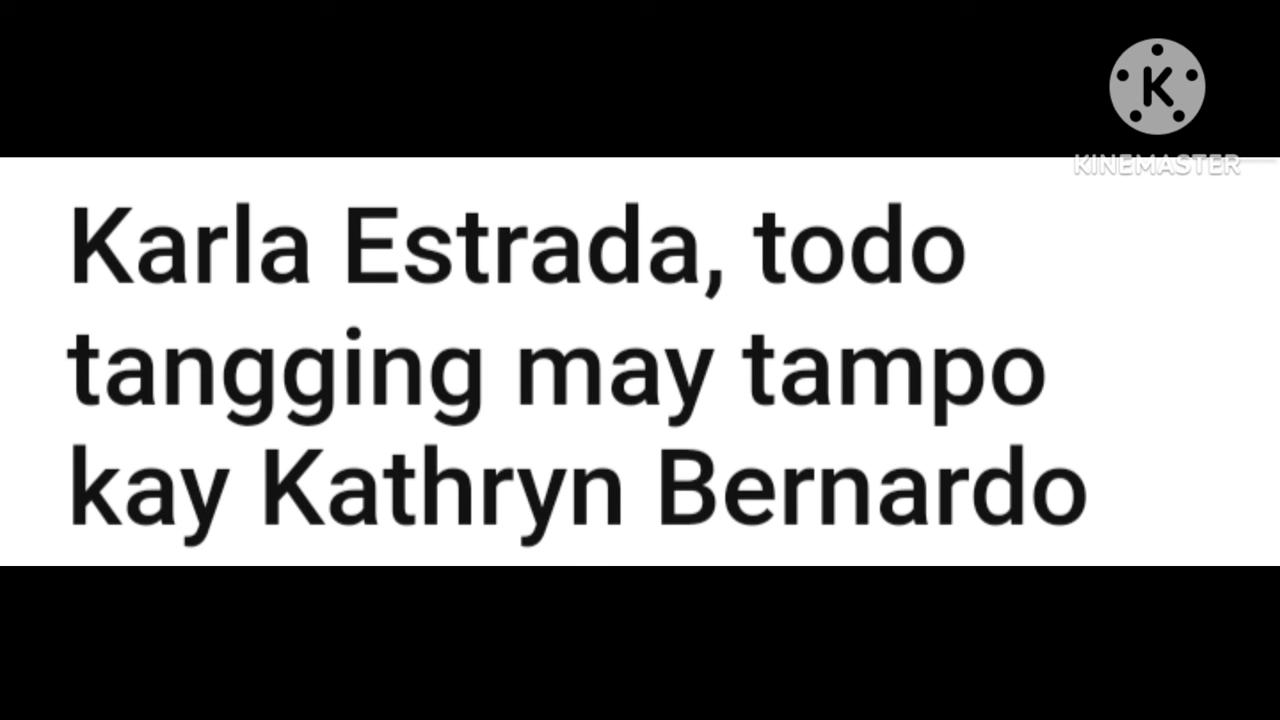 K
KINEMASTER
Karla Estrada, todo
tangging may tampo
kay Kathryn Bernardo